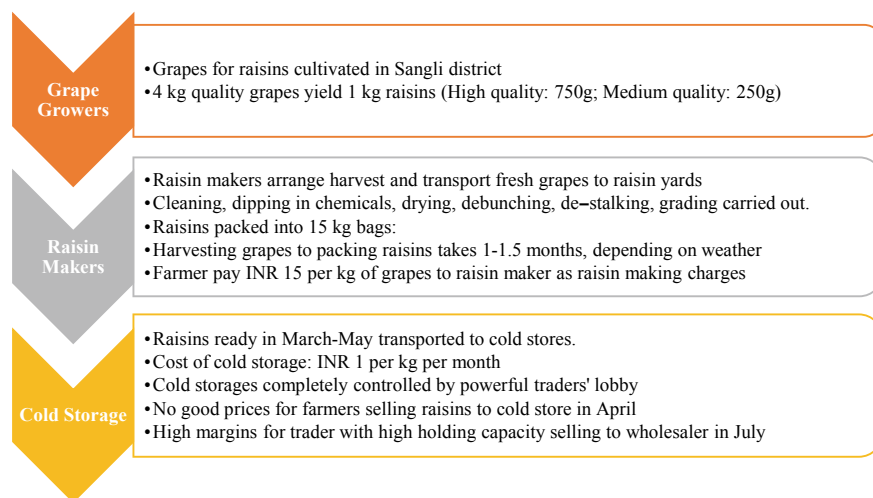 Grape
Growers
•Grapes for raisins cultivated in Sangli district
•4 kg quality grapes yield 1 kg raisins (High quality: 750g; Medium quality: 250g)
Raisin
Makers
•Raisin makers arrange harvest and transport fresh grapes to raisin yards
•Cleaning, dipping in chemicals, drying, debunching, de–stalking, grading carried out.
•Raisins packed into 15 kg bags:
•Harvesting grapes to packing raisins takes 1-1.5 months, depending on weather
•Farmer pay INR 15 per kg of grapes to raisin maker as raisin making charges
Cold Storage
•Raisins ready in March-May transported to cold stores.
•Cost of cold storage: INR 1 per kg per month
•Cold storages completely controlled by powerful traders' lobby
•No good prices for farmers selling raisins to cold store in April
•High margins for trader with high holding capacity selling to wholesaler in July